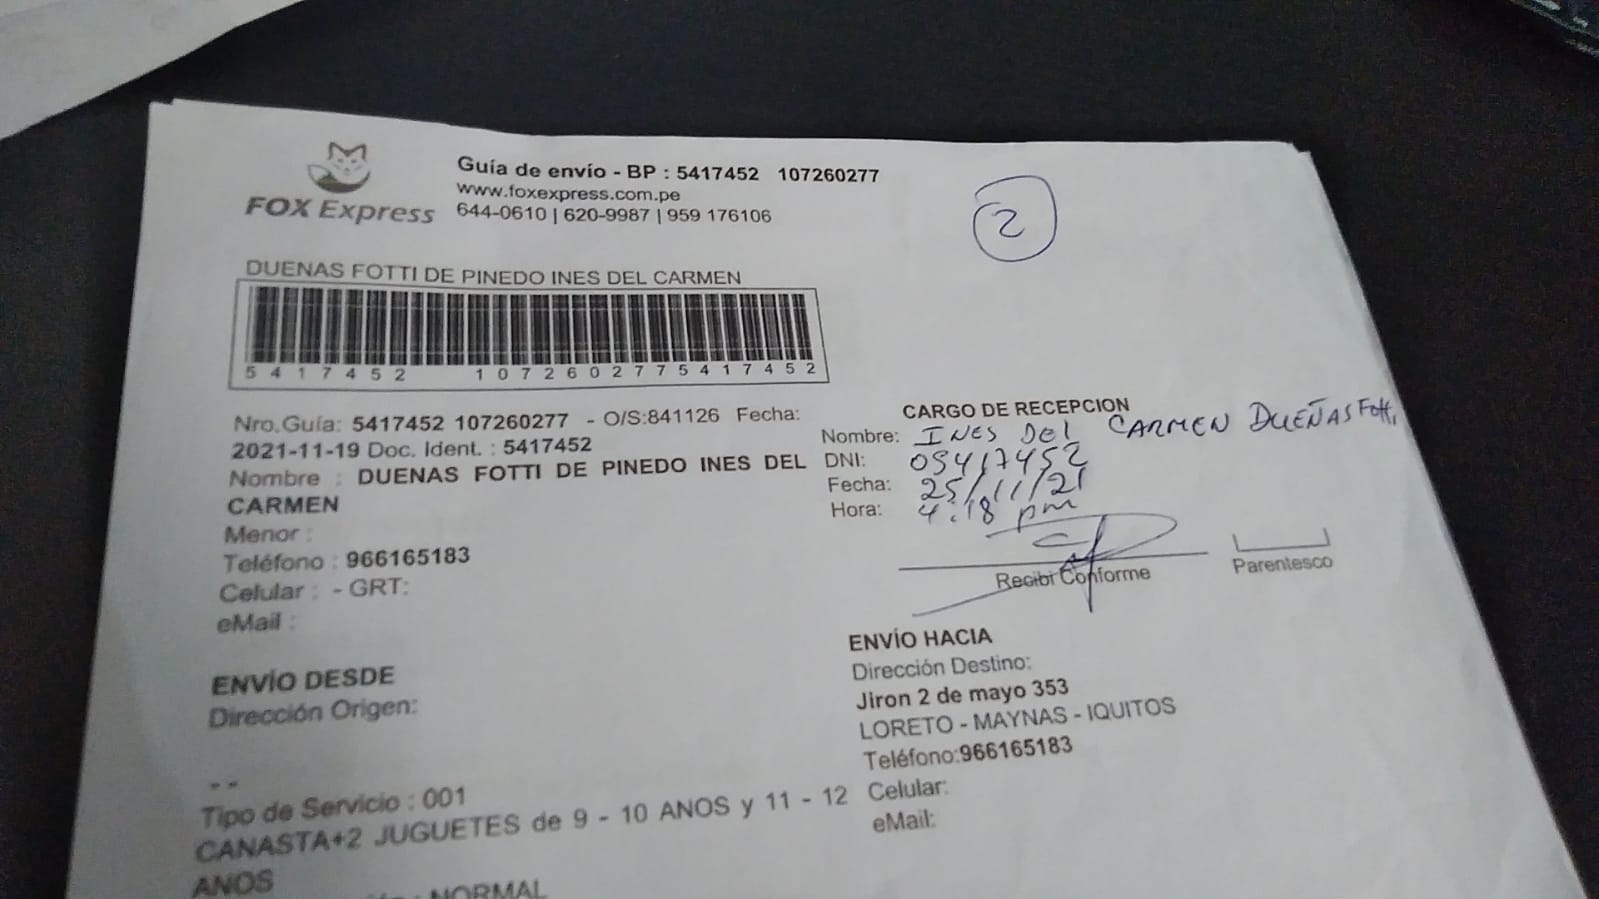 FOX Express
Guía de envío - BP : 5417452 107260277
www.foxexpress.com.pe
644-0610 | 620-9987 | 959 176106
2
DUENAS FOTTI DE PINEDO INES DEL CARMEN
5417452 1072602775417452
Nro.Guía: 5417452 107260277 - O/S:841126 Fecha:
2021-11-19 Doc. Ident. : 5417452
Nombre : DUENAS FOTTI DE PINEDO INES DEL
CARMEN
Menor :
Teléfono : 966165183
Celular : - GRT:
eMail :
CARGO DE RECEPCION
Nombre: INES DEL CARMEN DUEÑAS Fotti
DNI: 05417452
Fecha: 25/11/21
Hora: 4:18 pm
Recibi Conforme
Parentesco
ENVÍO DESDE
Dirección Origen:
- -
Tipo de Servicio : 001
CANASTA+2 JUGUETES de 9 - 10 ANOS y 11 - 12
ANOS
NORMAL
ENVÍO HACIA
Dirección Destino:
Jiron 2 de mayo 353
LORETO - MAYNAS - IQUITOS
Teléfono:966165183
Celular:
eMail: